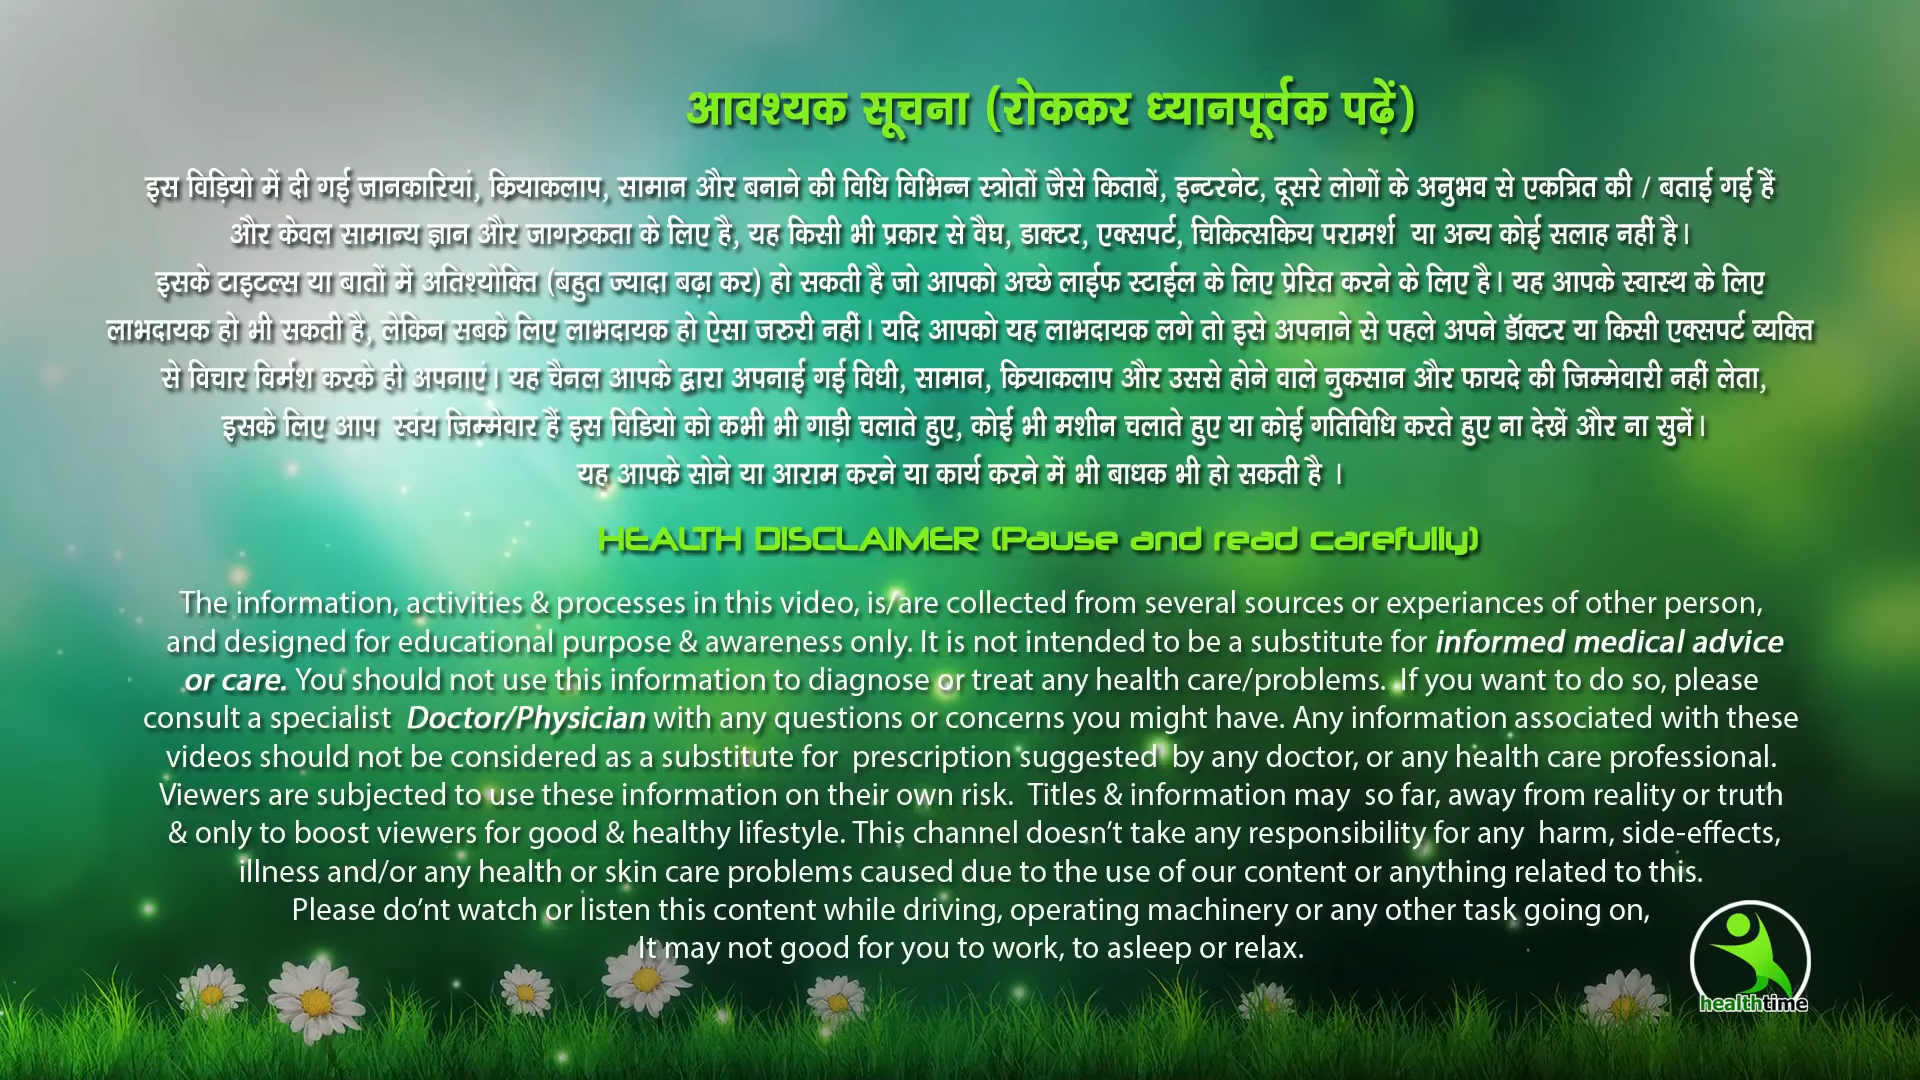 आवश्यक सूचना (रोककर ध्यानपूर्वक पढ़ें)
इस विड़ियो में दी गई जानकारियां, क्रियाकलाप, सामान और बनाने की विधि विभिन्न स्त्रोतों जैसे किताबें, इन्टरनेट, दूसरे लोगों के अनुभव से एकत्रित की / बताई गई हैं
और केवल सामान्य ज्ञान और जागरुकता के लिए है, यह किसी भी प्रकार से वैघ, डाक्टर, एक्सपर्ट, चिकित्सकिय परामर्श या अन्य कोई सलाह नहीं है।
इसके टाइटल्स या बातों में अतिश्योक्ति (बहुत ज्यादा बढ़ा कर) हो सकती है जो आपको अच्छे लाईफ स्टाईल के लिए प्रेरित करने के लिए है। यह आपके स्वास्थ के लिए
लाभदायक हो भी सकती है, लेकिन सबके लिए लाभदायक हो ऐसा जरुरी नहीं। यदि आपको यह लाभदायक लगे तो इसे अपनाने से पहले अपने डॉक्टर या किसी एक्सपर्ट व्यक्ति
से विचार विर्मश करके ही अपनाएं। यह चैनल आपके द्वारा अपनाई गई विधी, सामान, क्रियाकलाप और उससे होने वाले नुकसान और फायदे की जिम्मेवारी नहीं लेता,
इसके लिए आप स्वंय जिम्मेवार हैं इस विडियो को कभी भी गाड़ी चलाते हुए, कोई भी मशीन चलाते हुए या कोई गतिविधि करते हुए ना देखें और ना सुनें।
यह आपके सोने या आराम करने या कार्य करने में भी बाधक भी हो सकती है ।
HEALTH DISCLAIMER (Pause and read carefully)
The information, activities & processes in this video, is/are collected from several sources or experiances of other person,
and designed for educational purpose & awareness only. It is not intended to be a substitute for informed medical advice
or care. You should not use this information to diagnose or treat any health care/problems. If you want to do so, please
consult a specialist Doctor/Physician with any questions or concerns you might have. Any information associated with these
videos should not be considered as a substitute for prescription suggested by any doctor, or any health care professional.
Viewers are subjected to use these information on their own risk. Titles & information may so far, away from reality or truth
& only to boost viewers for good & healthy lifestyle. This channel doesn't take any responsibility for any harm, side-effects,
illness and/or any health or skin care problems caused due to the use of our content or anything related to this.
Please do'nt watch or listen this content while driving, operating machinery or any other task going on,
It may not good for you to work, to asleep or relax.
healthtime